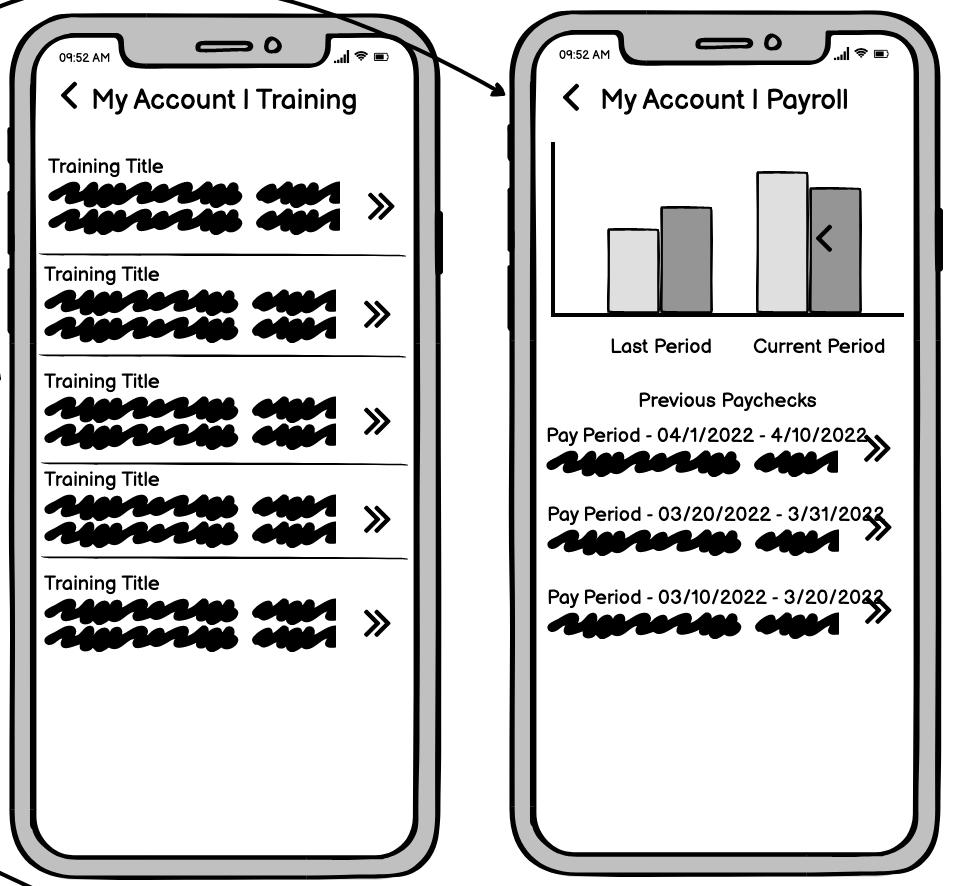 09:52 AM
My Account | Training
Training Title
Training Title
Training Title
Training Title
Training Title
09:52 AM
My Account | Payroll
Last Period
Current Period
Previous Paychecks
Pay Period - 04/1/2022 - 4/10/2022
Pay Period - 03/20/2022 - 3/31/2022
Pay Period - 03/10/2022 - 3/20/2022